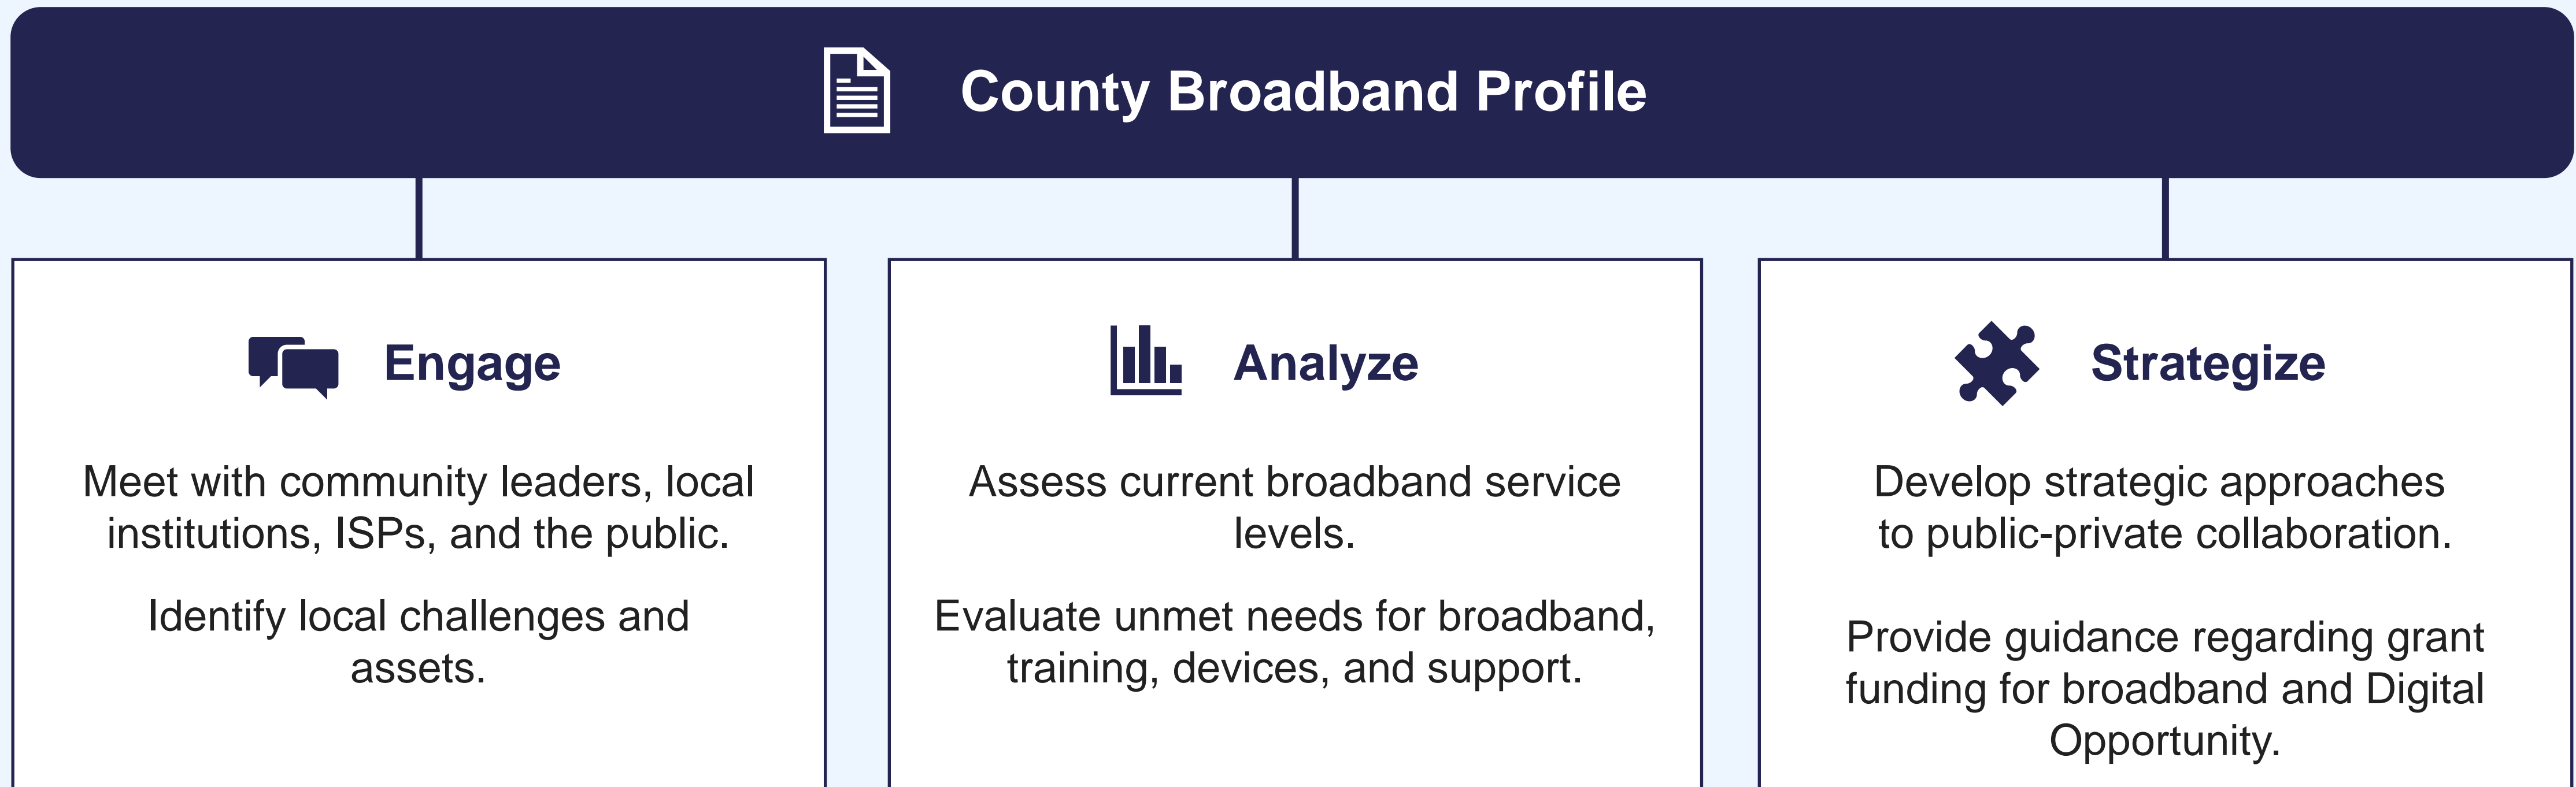 County Broadband Profile
Engage
Meet with community leaders, local
institutions, ISPs, and the public.
Identify local challenges and
assets.
Analyze
Assess current broadband service
levels.
Evaluate unmet needs for broadband,
training, devices, and support.
Strategize
Develop strategic approaches
to public-private collaboration.
Provide guidance regarding grant
funding for broadband and Digital
Opportunity.